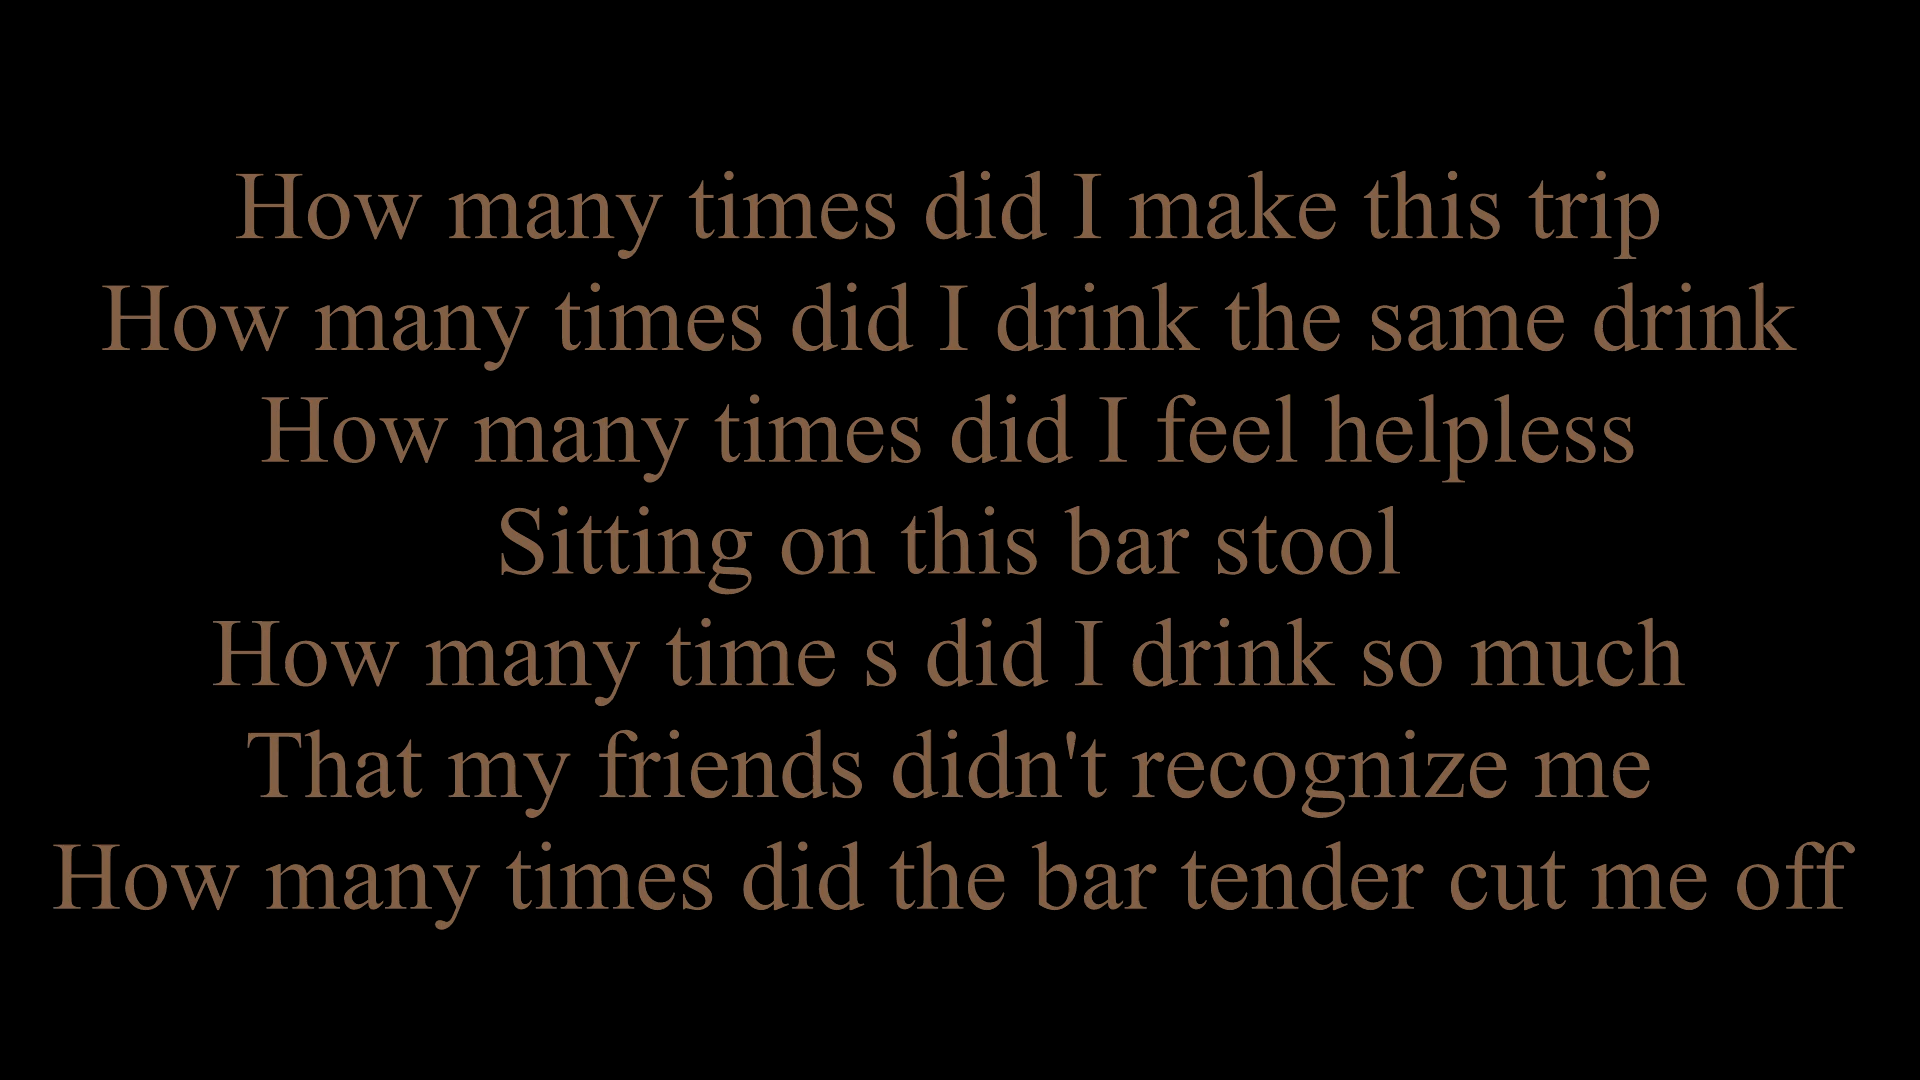 How many times did I make this trip
How many times did I drink the same drink
How many times did I feel helpless
Sitting on this bar stool
How many time s did I drink so much
That my friends didn't recognize me
How many times did the bar tender cut me off